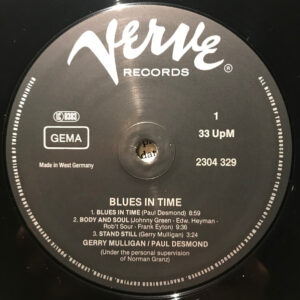 Verve
RECORDS
®
LC 0383
GEMA
Made in West Germany
1
33 UpM
2304 329
BLUES IN TIME
1. BLUES IN TIME (Paul Desmond) 8:59
2. BODY AND SOUL (Johnny Green - Edw. Heyman -
Rob't Sour - Frank Eyton) 9:36
3. STAND STILL (Gerry Mulligan) 3:24
GERRY MULLIGAN / PAUL DESMOND
(Under the personal supervision
of Norman Granz)